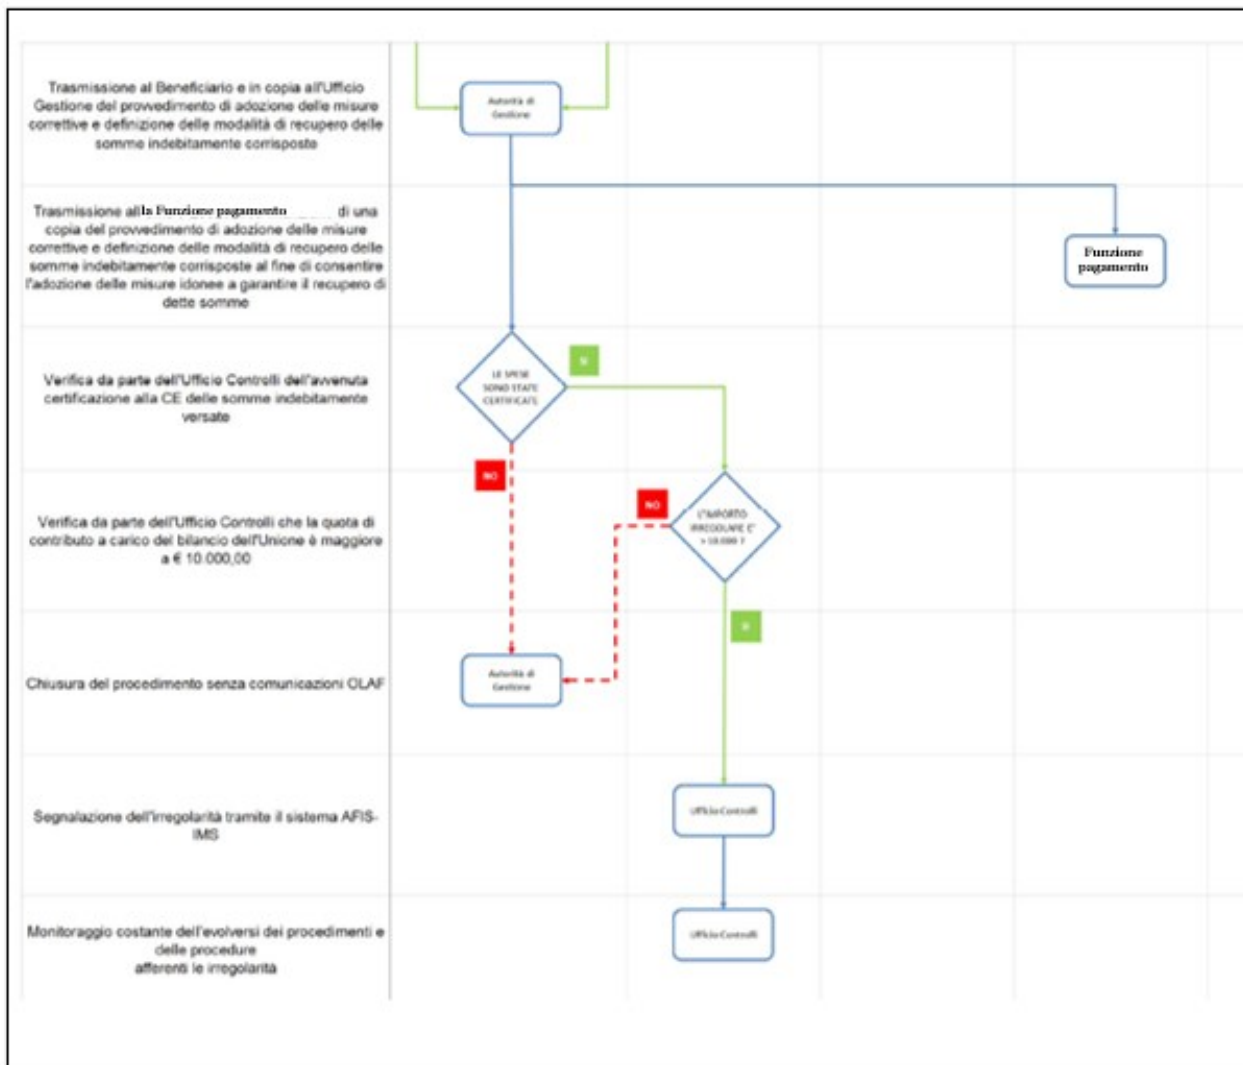 Trasmissione al Beneficiario e in copia all'Ufficio
Gestione del provvedimento di adozione delle misure
correttive e definizione delle modalità di recupero delle
somme indebitamente corrisposte
Autorità di
Gestione
Trasmissione alla Funzione pagamento di una
copia del provvedimento di adozione delle misure
correttive e definizione delle modalità di recupero delle
somme indebitamente corrisposte al fine di consentire
l'adozione delle misure idonee a garantire il recupero di
dette somme
Funzione
pagamento
Verifica da parte dell'Ufficio Controlli dell'avvenuta
certificazione alla CE delle somme indebitamente
versate
LE SPESE
SONO STATE
CERTIFICATE
SI
NO
Verifica da parte dell'Ufficio Controlli che la quota di
contributo a carico del bilancio dell'Unione è maggiore
a € 10.000,00
NO
L'IMPORTO
IRREGOLARE E'
> 10.000 ?
SI
Chiusura del procedimento senza comunicazioni OLAF
Autorità di
Gestione
Segnalazione dell'irregolarità tramite il sistema AFIS-
IMS
Ufficio Controlli
Monitoraggio costante dell'evolversi dei procedimenti e
delle procedure
afferenti le irregolarità
Ufficio Controlli